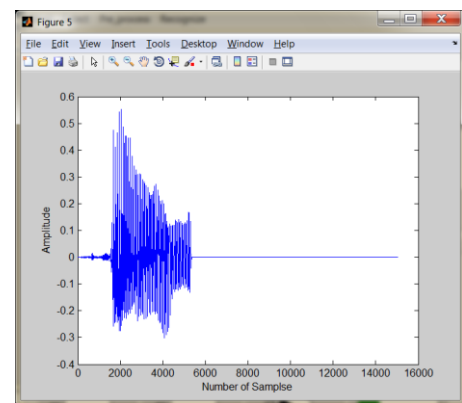 Figure 5
File Edit View Insert Tools Desktop Window Help
0.6
0.5
0.4
0.3
0.2
0.1
0
-0.1
-0.2
-0.3
-0.4
0 2000 4000 6000 8000 10000 12000 14000 16000
Amplitude
Number of Samplse